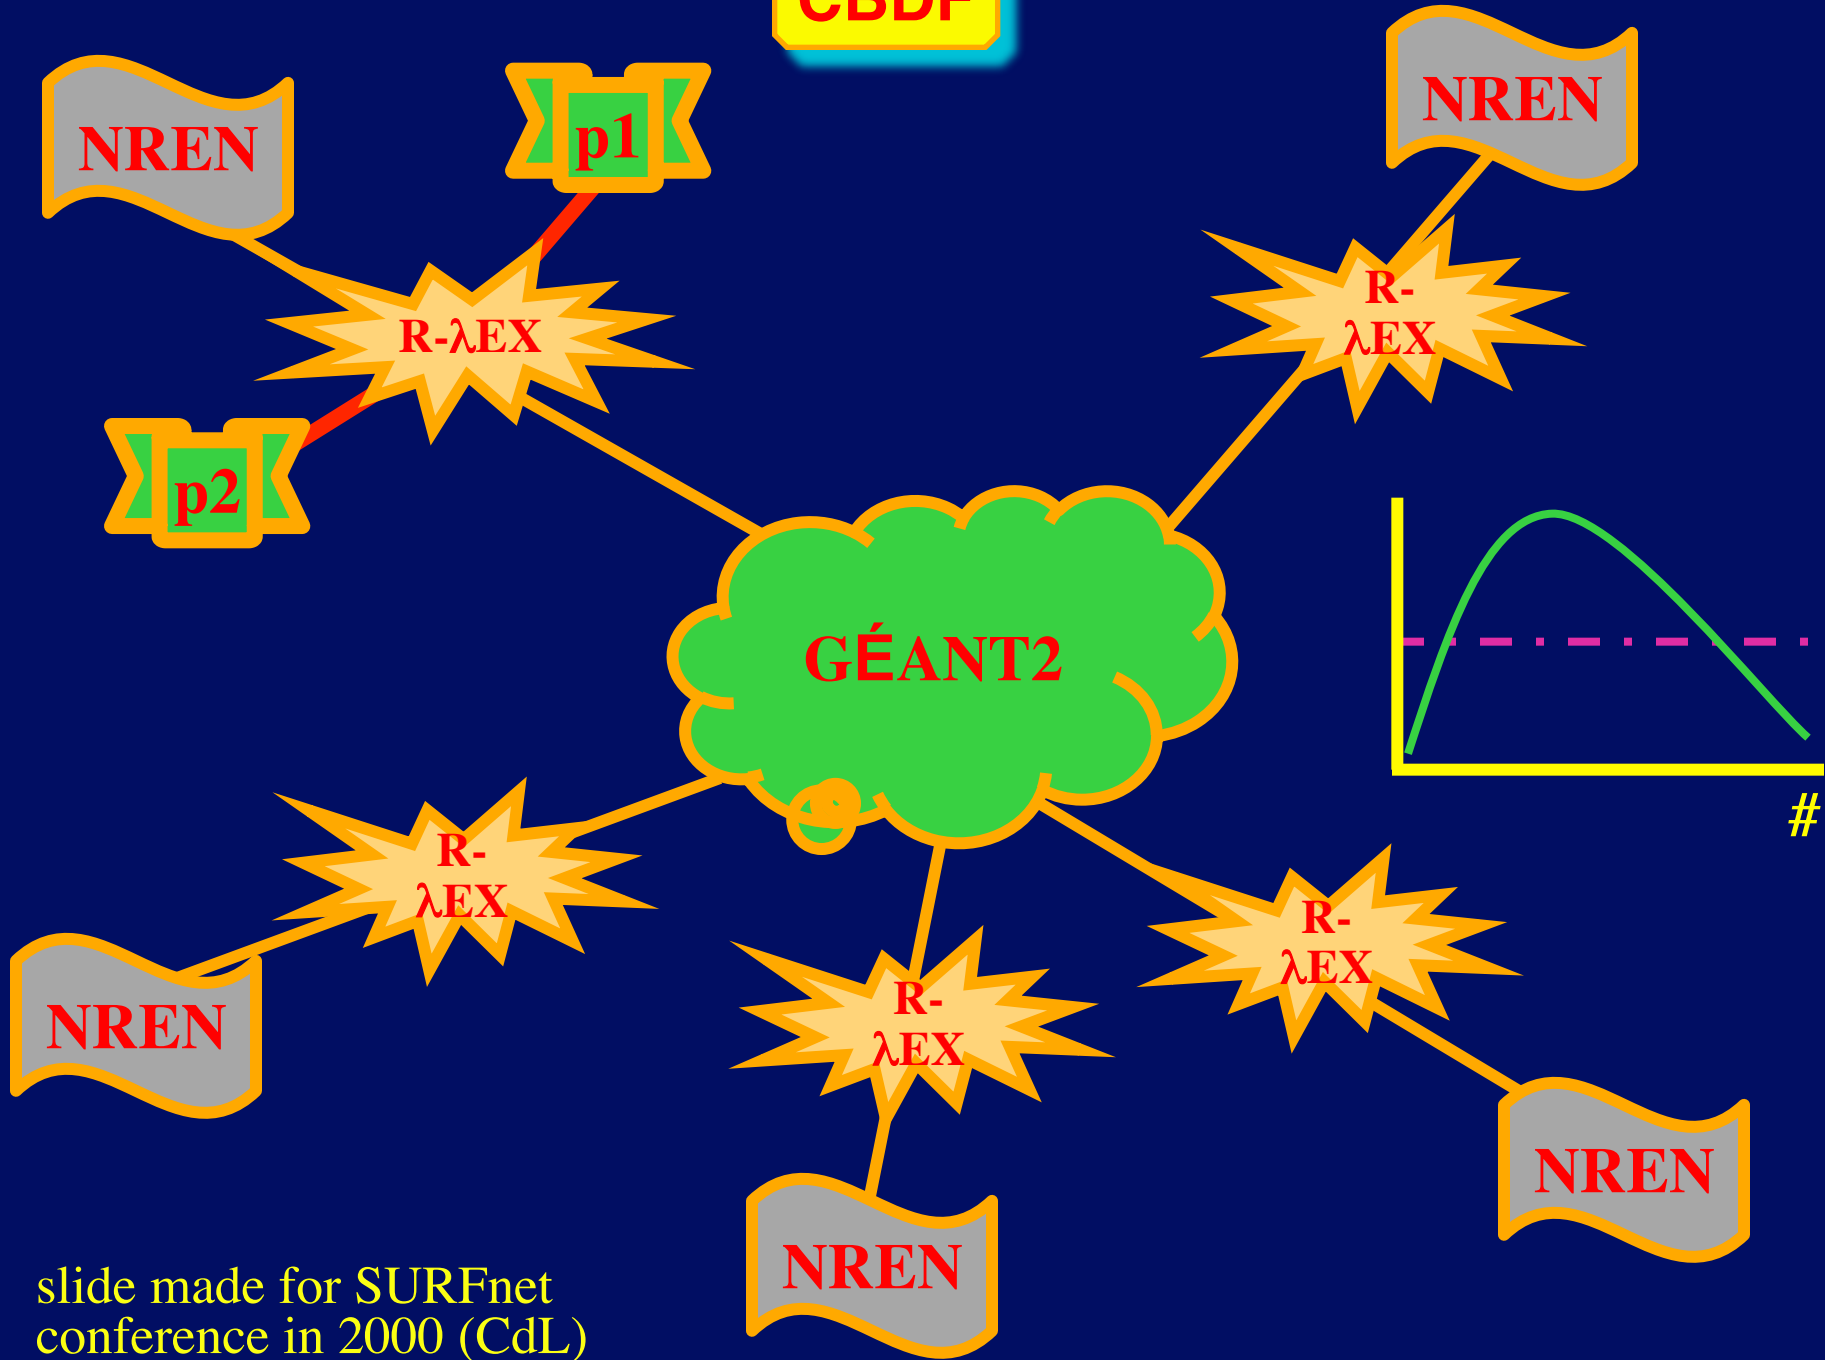 CBDF
NREN
p1
NREN
R-λEX
R-
λEX
p2
GÉANT2
#
R-
λEX
R-
λEX
R-
λEX
NREN
NREN
NREN
slide made for SURFnet
conference in 2000 (CdL)